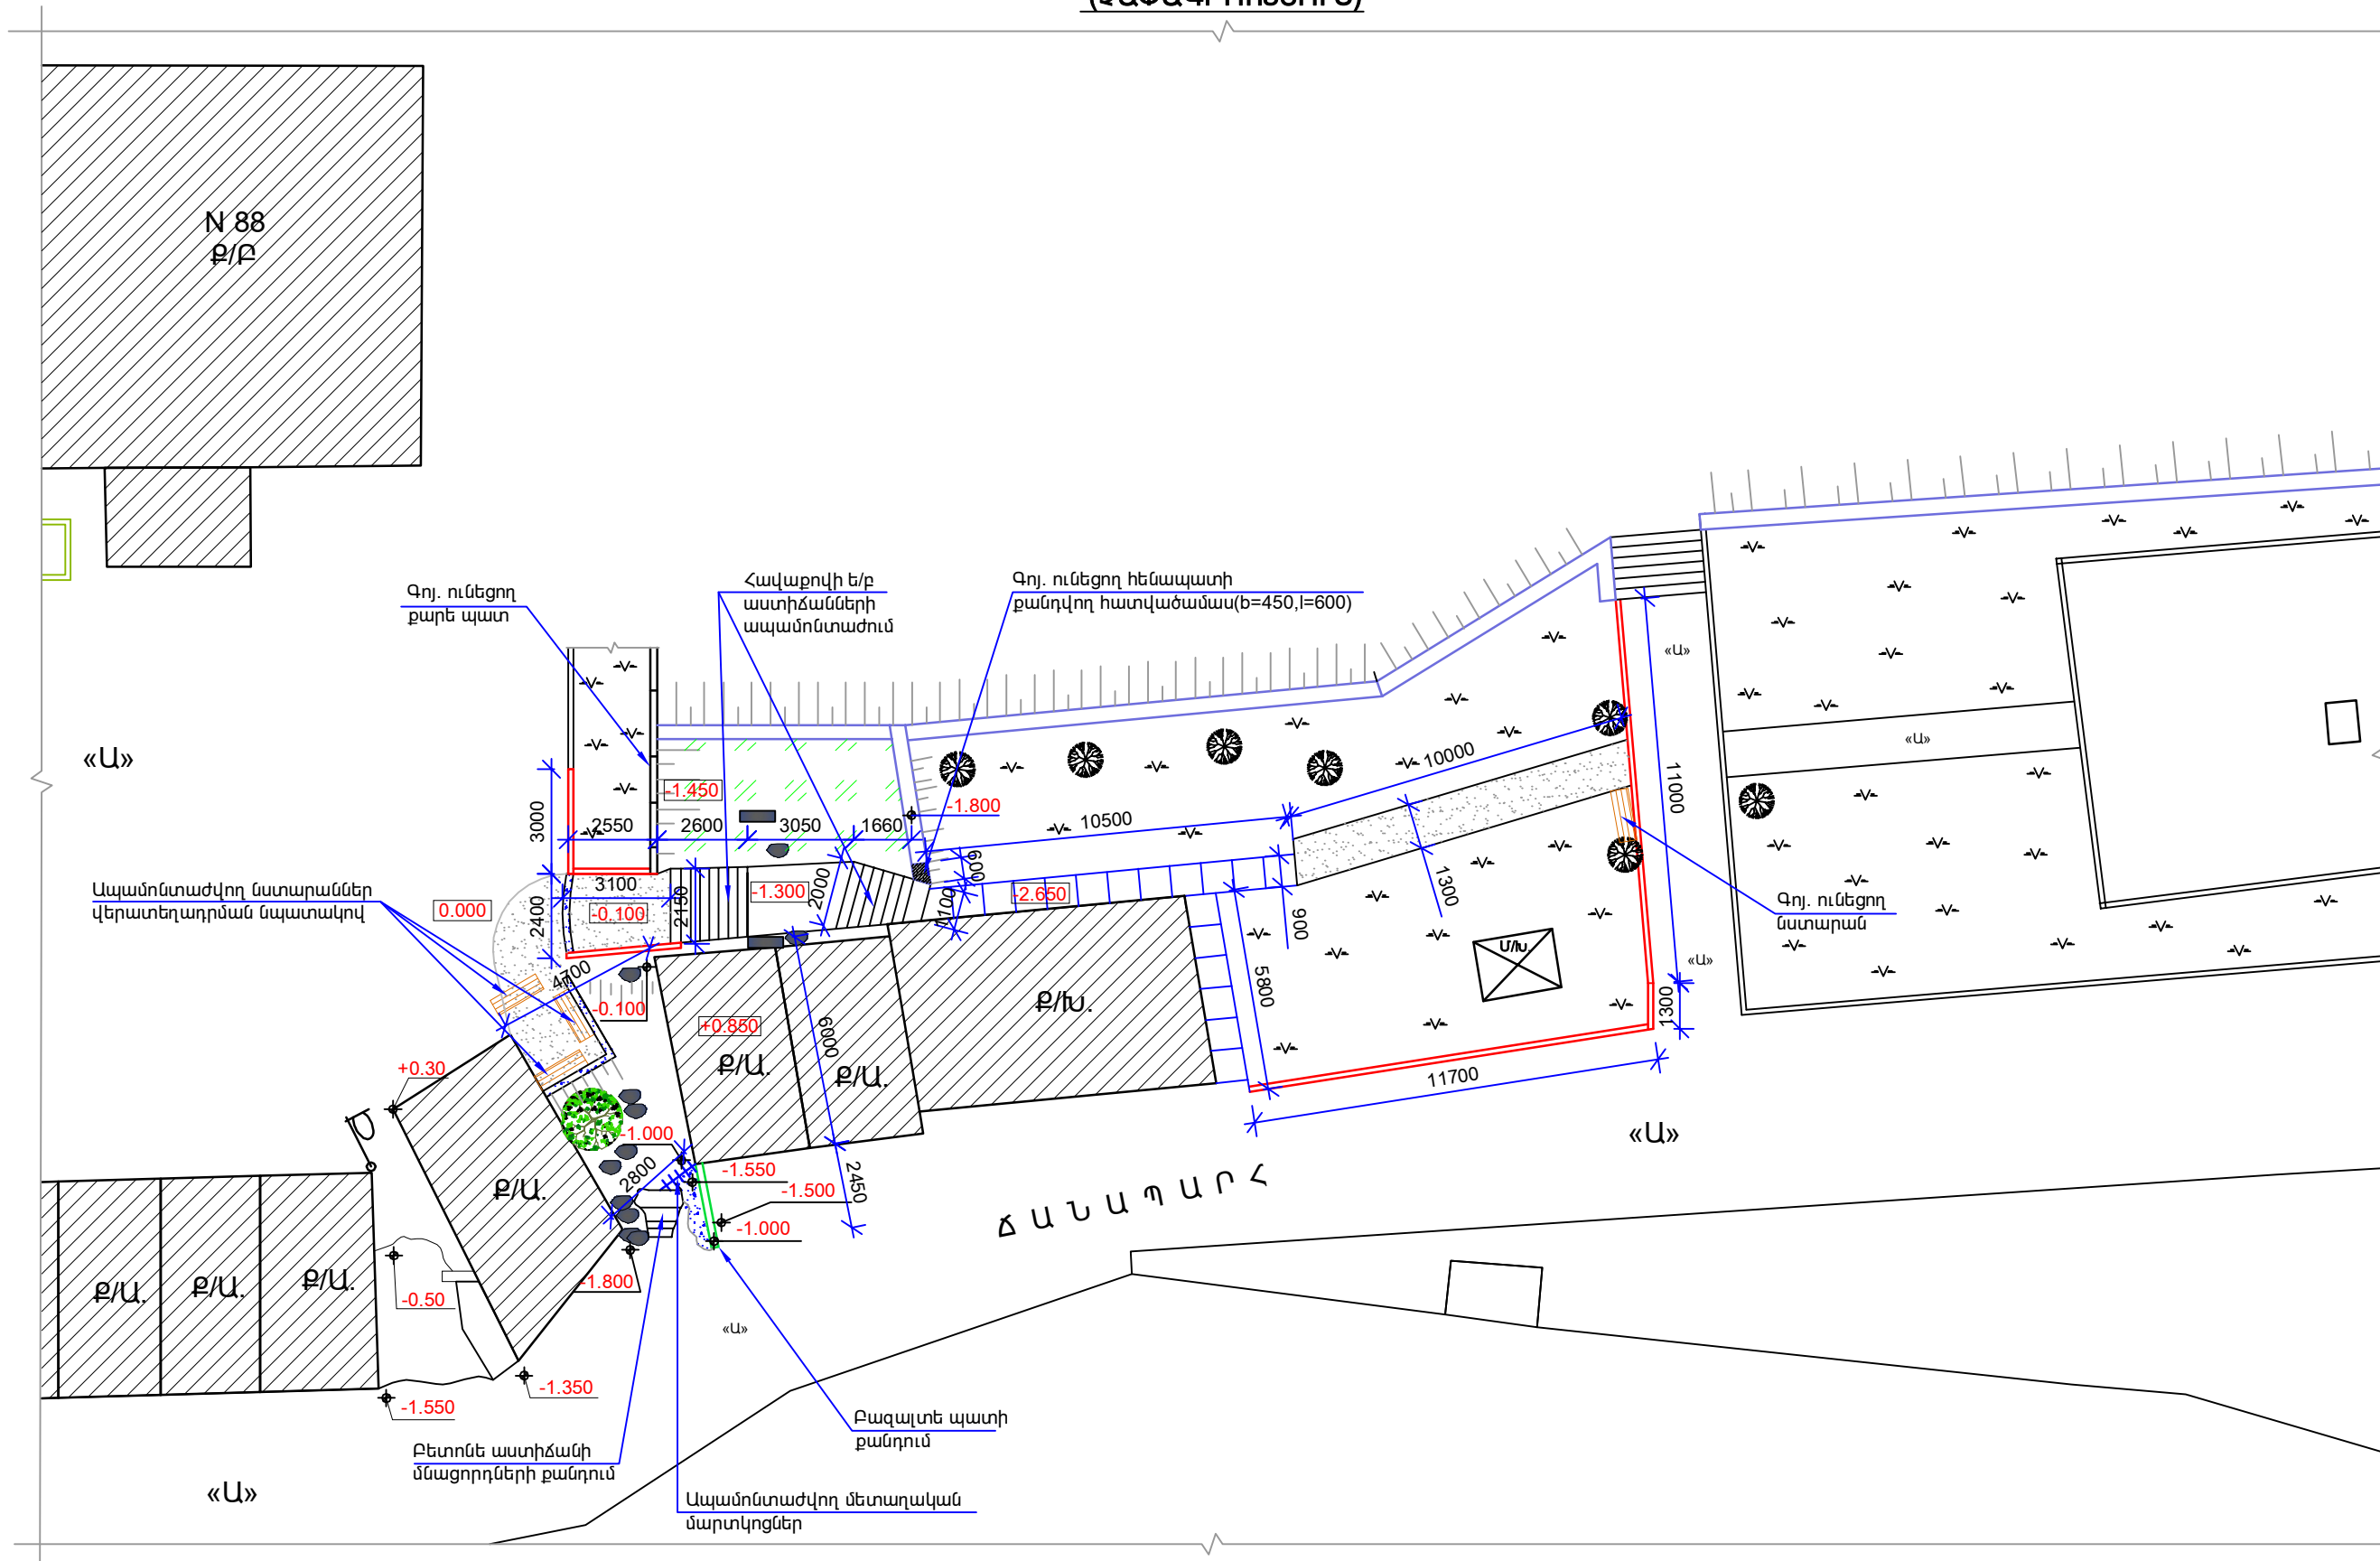 N 88
Ք/Բ
Գոյ. ունեցող
քարե պատ
Հավաքովի ե/բ
աստիճանների
ապամոնտաժում
Գոյ. ունեցող հենապատի
քանդվող հատվածամաս(b=450,l=600)
«Ա»
«Ա»
«Ա»
10000
11000
-1.450
-1.800
3000
2550
2600
3050
1660
10500
600
Ապամոնտաժվող նստարաններ
վերատեղադրման նպատակով
0.000
3100
-0.100
2400
2150
-1.300
2000
1100
-2.650
1300
900
Գոյ. ունեցող
նստարան
Մ/Խ.
«Ա»
4700
-0.100
+0.850
6000
Ք/Խ.
5800
1300
Ք/Ա.
Ք/Ա.
+0.30
11700
-1.000
«Ա»
2800
-1.550
-1.500
-1.000
2450
Ք/Ա.
ՃԱՆԱՊԱՐՀ
Ք/Ա.
Ք/Ա.
Ք/Ա.
-0.50
-1.800
«Ա»
-1.350
-1.550
Բազալտե պատի
քանդում
Բետոնե աստիճանի
մնացորդների քանդում
«Ա»
Ապամոնտաժվող մետաղական
մարտկոցներ